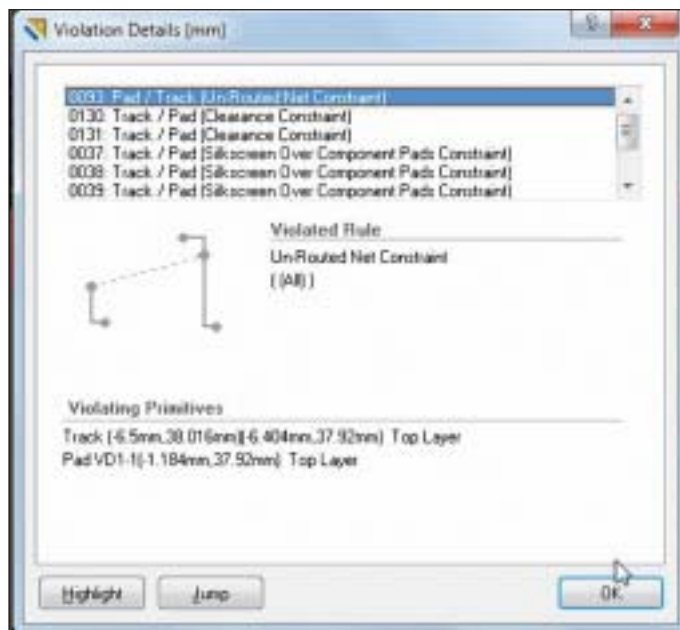 Violation Details [mm]
0093: Pad / Track (Un-Routed Net Constraint)
0130: Track / Pad (Clearance Constraint)
0131: Track / Pad (Clearance Constraint)
0037: Track / Pad (Silkscreen Over Component Pads Constraint)
0038: Track / Pad (Silkscreen Over Component Pads Constraint)
0039: Track / Pad (Silkscreen Over Component Pads Constraint)
Violated Rule
Un-Routed Net Constraint
( (All) )
Violating Primitives
Track (-6.5mm,38.016mm)(-6.404mm,37.92mm) Top Layer
Pad VD1-1(-1.184mm,37.92mm) Top Layer
Highlight
Jump
OK